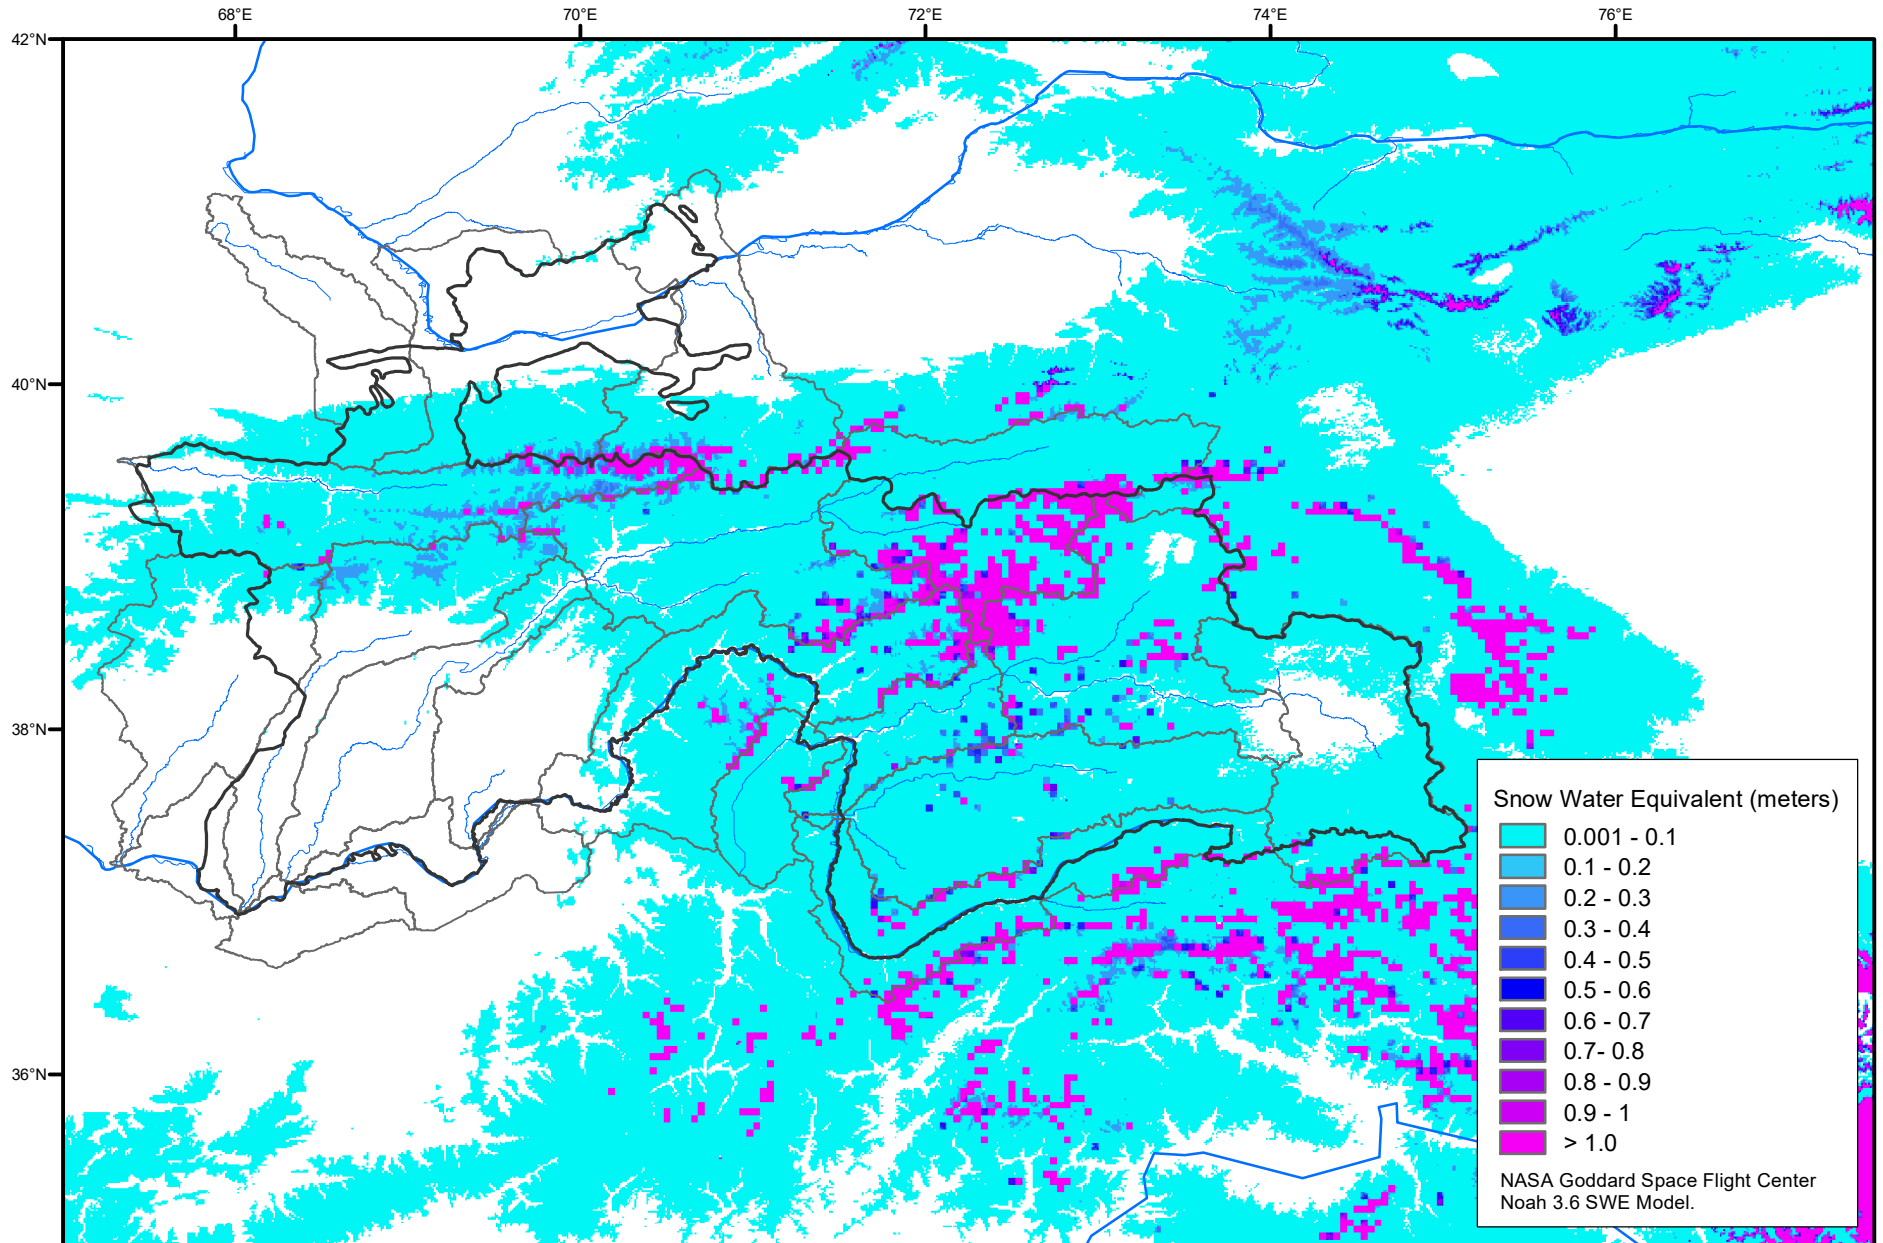 68°E 70°E 72°E 74°E 76°E
42°N
40°N
38°N
36°N
Snow Water Equivalent (meters)
0.001 - 0.1
0.1 - 0.2
0.2 - 0.3
0.3 - 0.4
0.4 - 0.5
0.5 - 0.6
0.6 - 0.7
0.7- 0.8
0.8 - 0.9
0.9 - 1
> 1.0
NASA Goddard Space Flight Center
Noah 3.6 SWE Model.